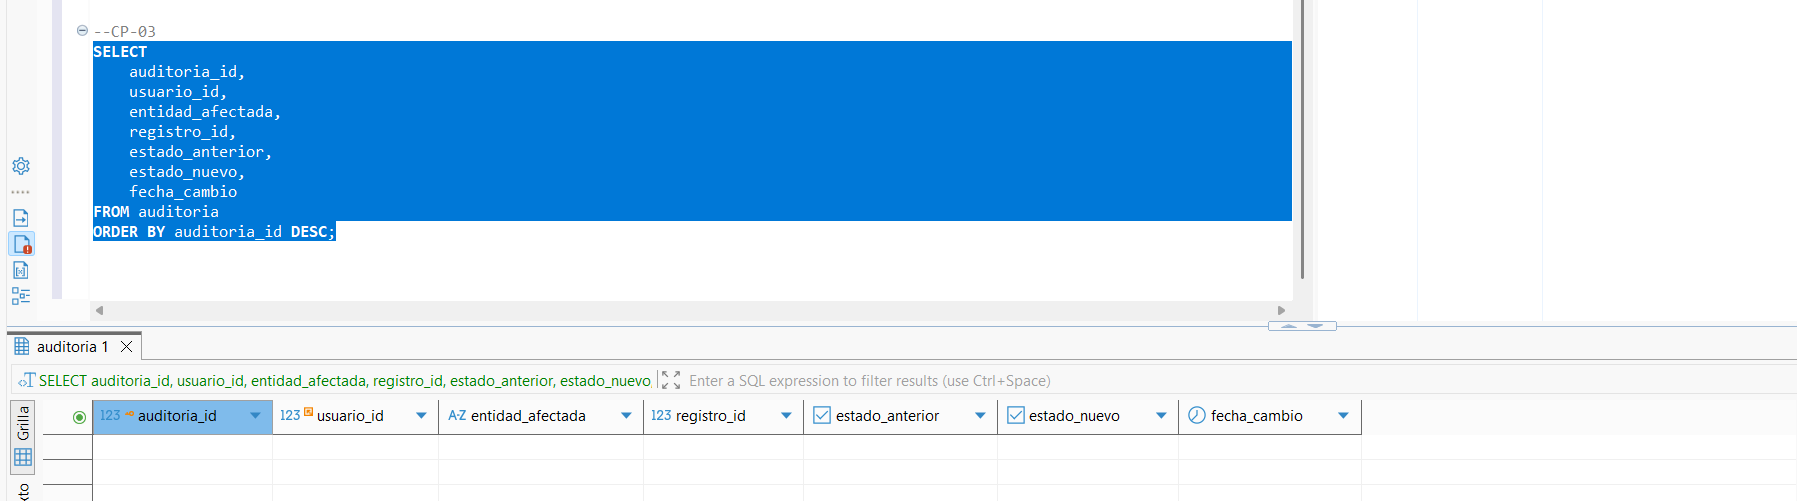 --CP-03
SELECT
auditoria_id,
usuario_id,
entidad_afectada,
registro_id,
estado_anterior,
estado_nuevo,
fecha_cambio
FROM auditoria
ORDER BY auditoria_id DESC;
auditoria 1
SELECT auditoria_id, usuario_id, entidad_afectada, registro_id, estado_anterior, estado_nuevo, Enter a SQL expression to filter results (use Ctrl+Space)
Grilla
123 auditoria_id 123 usuario_id A-Z entidad_afectada 123 registro_id estado_anterior estado_nuevo fecha_cambio